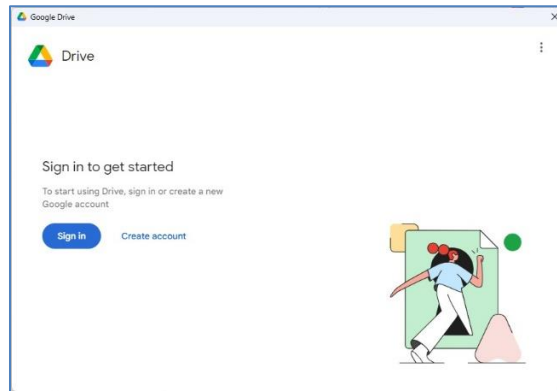 Google Drive
Drive
Sign in to get started
To start using Drive, sign in or create a new
Google account
Sign in Create account